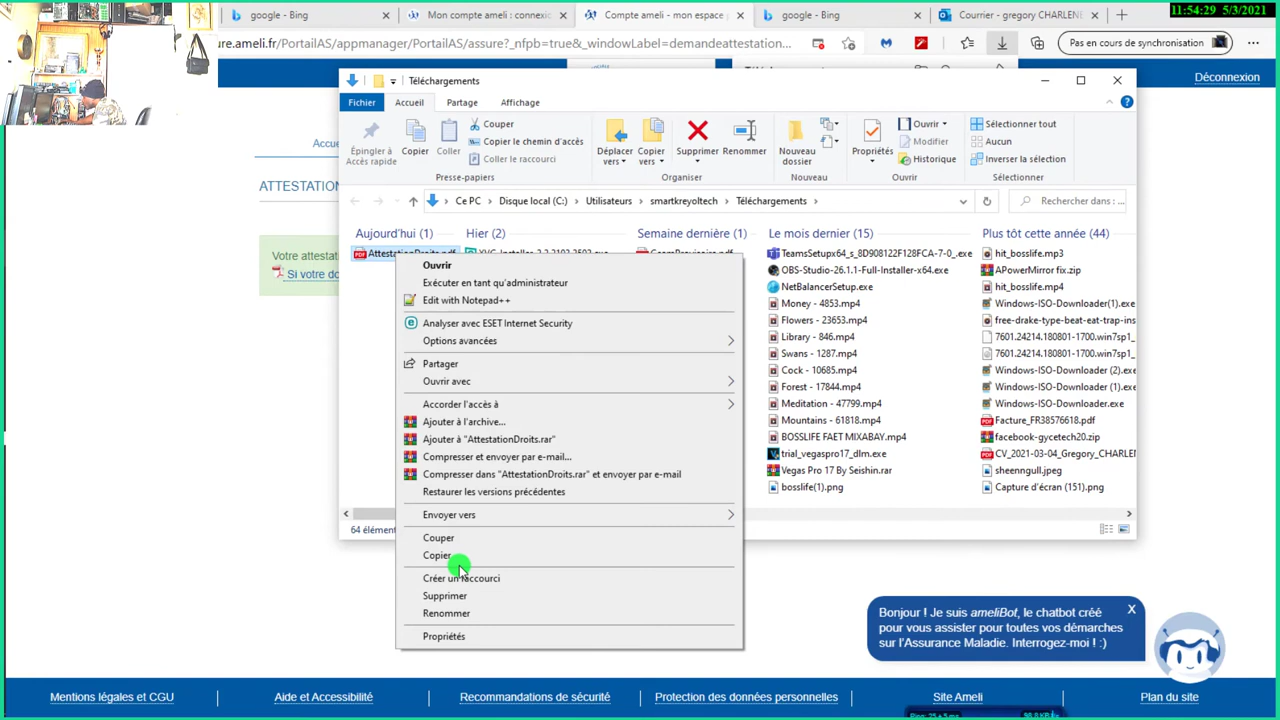 google - Bing
Mon compte ameli : connexic
Compte ameli - mon espace
google - Bing
Courrier - gregory CHARLENE
11:54:29 5/3/2021
ure.ameli.fr/PortailAS/appmanager/PortailAS/assure?_nfpb=true&_windowLabel=demandeattestation...
Pas en cours de synchronisation
Déconnexion
Accue
ATTESTATION
Votre attestat
Si votre do
Téléchargements
Fichier Accueil Partage Affichage
Épingler à Accès rapide
Copier
Coller
Couper
Copier le chemin d'accès
Coller le raccourci
Presse-papiers
Déplacer vers
Copier vers
Supprimer
Renommer
Organiser
Nouveau dossier
Nouveau
Propriétés
Ouvrir
Modifier
Historique
Ouvrir
Sélectionner tout
Aucun
Inverser la sélection
Sélectionner
Ce PC > Disque local (C:) > Utilisateurs > smartkreyoltech > Téléchargements >
Rechercher dans : ...
Aujourd'hui (1)
AttestationDroits.pdf
Hier (2)
Semaine dernière (1)
Le mois dernier (15)
TeamsSetupx64_s_8D908122F128FCA-7-0_.exe
OBS-Studio-26.1.1-Full-Installer-x64.exe
NetBalancerSetup.exe
Money - 4853.mp4
Flowers - 23653.mp4
Library - 846.mp4
Swans - 1287.mp4
Cock - 10685.mp4
Forest - 17844.mp4
Meditation - 47799.mp4
Mountains - 61818.mp4
BOSSLIFE FAET MIXABAY.mp4
trial_vegaspro17_dlm.exe
Vegas Pro 17 By Seishin.rar
bosslife(1).png
Plus tôt cette année (44)
hit_bosslife.mp3
APowerMirror fix.zip
hit_bosslife.mp4
Windows-ISO-Downloader(1).exe
free-drake-type-beat-eat-trap-ins
7601.24214.180801-1700.win7sp1_
7601.24214.180801-1700.win7sp1_
Windows-ISO-Downloader (2).exe
Windows-ISO-Downloader (1).exe
Windows-ISO-Downloader.exe
Facture_FR38576618.pdf
facebook-gycetech20.zip
CV_2021-03-04_Gregory_CHARLEN
sheenngull.jpeg
Capture d'écran (151).png
64 élément
Ouvrir
Exécuter en tant qu'administrateur
Edit with Notepad++
Analyser avec ESET Internet Security
Options avancées
Partager
Ouvrir avec
Accorder l'accès à
Ajouter à l'archive...
Ajouter à "AttestationDroits.rar"
Compresser et envoyer par e-mail...
Compresser dans "AttestationDroits.rar" et envoyer par e-mail
Restaurer les versions précédentes
Envoyer vers
Couper
Copier
Créer un raccourci
Supprimer
Renommer
Propriétés
Bonjour ! Je suis ameliBot, le chatbot créé
pour vous assister pour toutes vos démarches
sur l'Assurance Maladie. Interrogez-moi ! :)
X
Mentions légales et CGU
Aide et Accessibilité
Recommandations de sécurité
Protection des données personnelles
Site Ameli
Plan du site